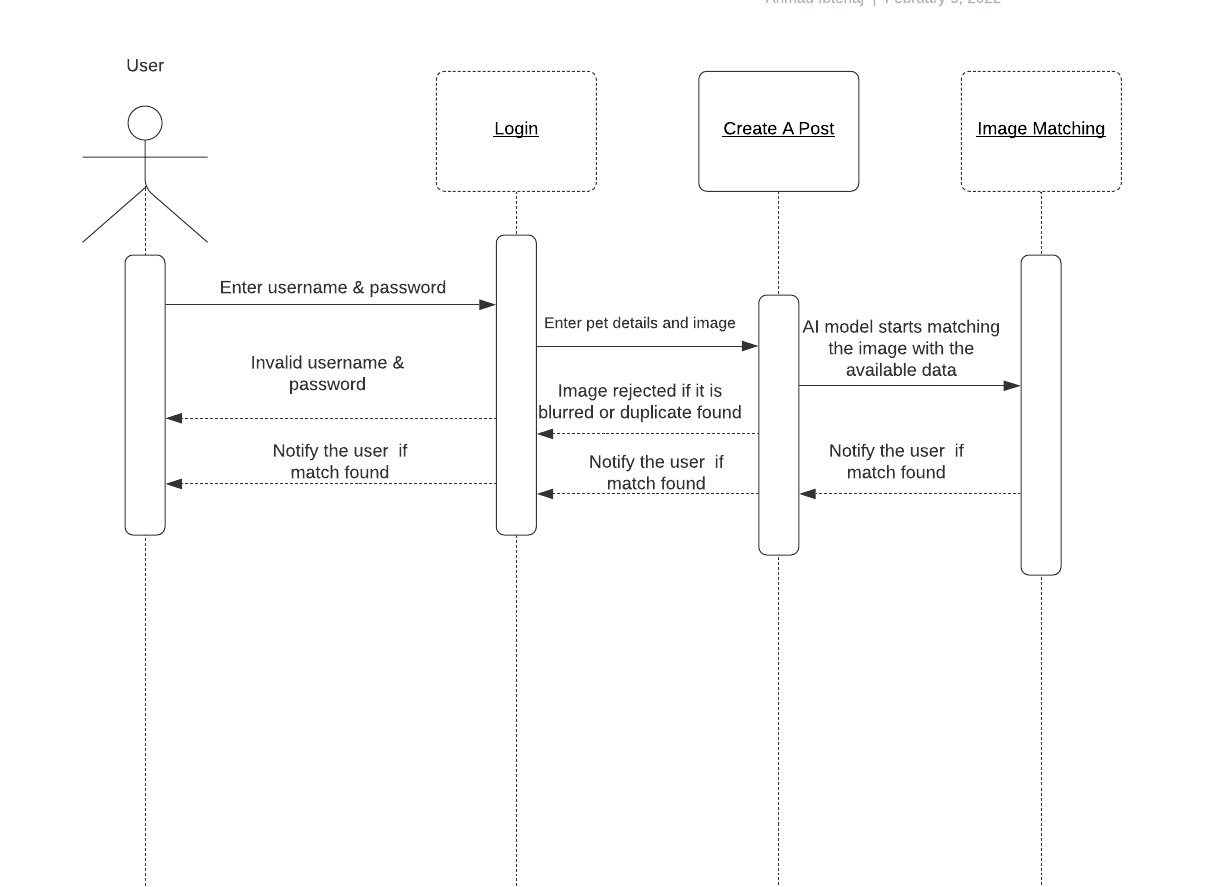 User
Login
Create A Post
Image Matching
Enter username & password
Enter pet details and image
AI model starts matching
the image with the
available data
Invalid username &
password
Image rejected if it is
blurred or duplicate found
Notify the user  if
match found
Notify the user  if
match found
Notify the user  if
match found